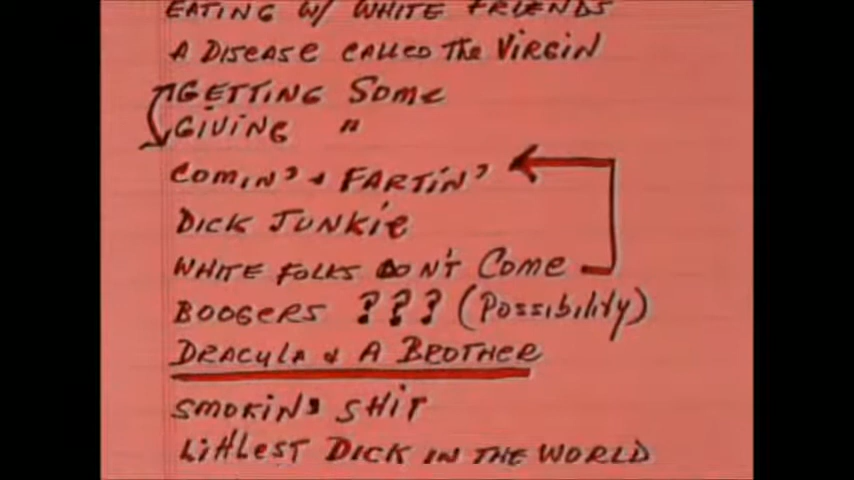 EATING W/ WHITE FRIENDS
A DISEASE CALLED THE VIRGIN
GETTING SOME
GIVING "
COMIN' + FARTIN'
DICK JUNKIE
WHITE FOLKS DON'T COME
BOOGERS ??? (Possibility)
DRACULA + A BROTHER
SMOKIN' SHIT
LITTLEST DICK IN THE WORLD